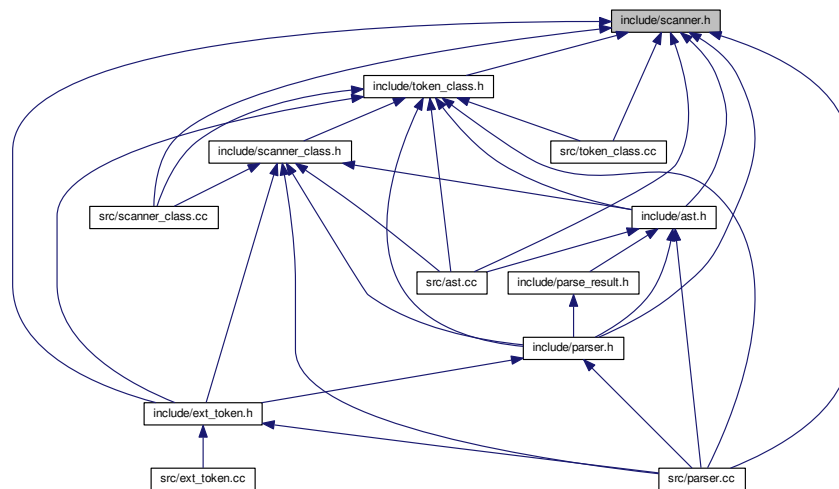 include/scanner.h
include/token_class.h
include/scanner_class.h
src/token_class.cc
src/scanner_class.cc
include/ast.h
src/ast.cc
include/parse_result.h
include/parser.h
include/ext_token.h
src/ext_token.cc
src/parser.cc